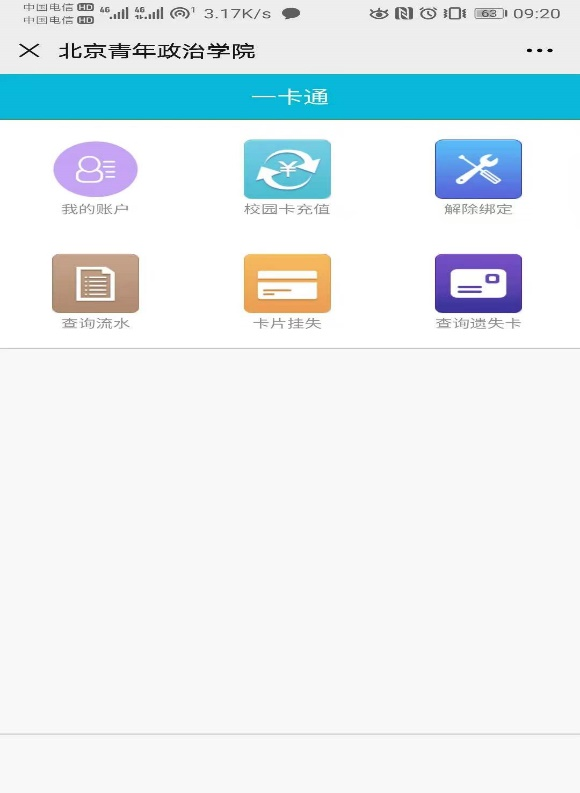 中国电信 HD 4G 4G 1 3.17K/s 63 09:20
中国电信 HD
北京青年政治学院
一卡通
我的账户 校园卡充值 解除绑定
查询流水 卡片挂失 查询遗失卡